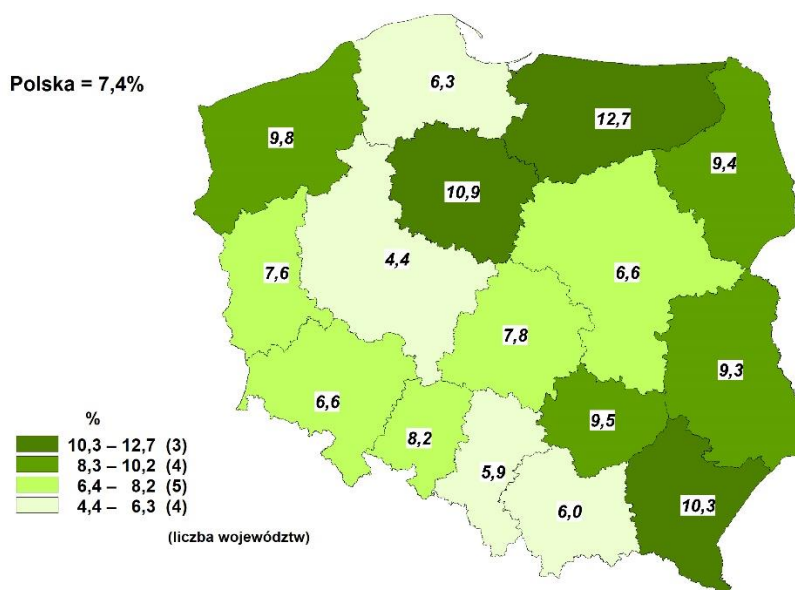 Polska = 7,4%
6,3
12,7
9,8
9,4
10,9
4,4
7,6
6,6
7,8
9,3
6,6
8,2
9,5
5,9
6,0
10,3
%
10,3 – 12,7 (3)
8,3 – 10,2 (4)
6,4 – 8,2 (5)
4,4 – 6,3 (4)
(liczba województw)